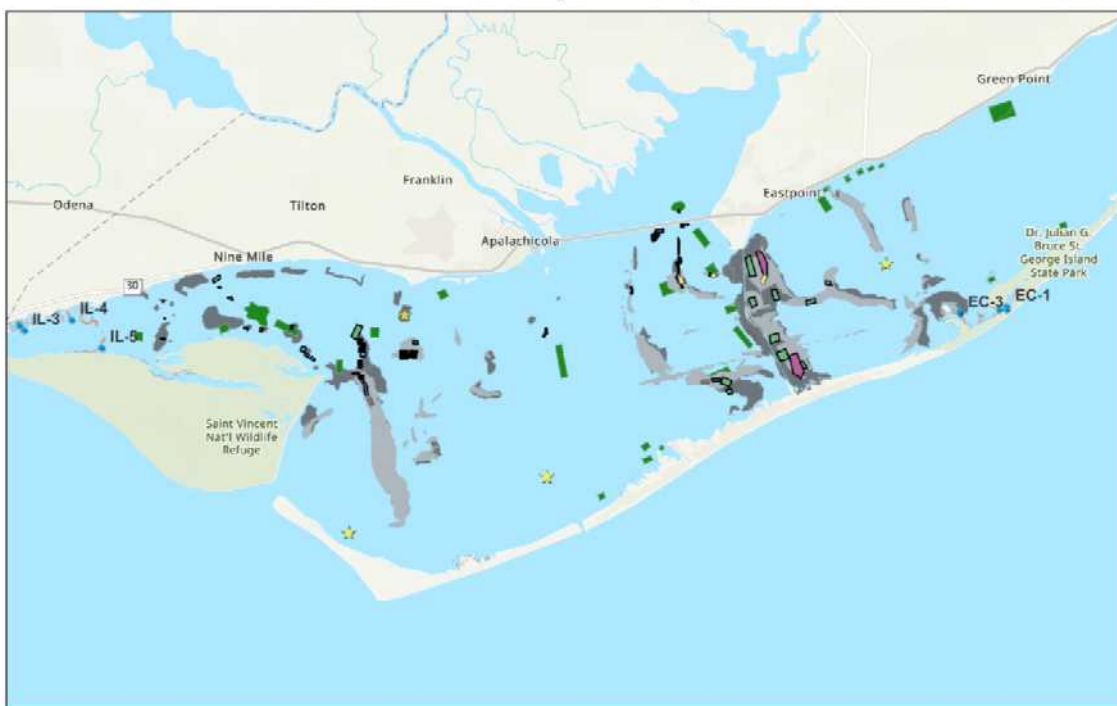 Green Point
Franklin
Eastpoint
Odena
Tilton
Apalachicola
Dr. Julian G.
Bruce St.
George Island
State Park
Nine Mile
30
IL-3
IL-4
IL-5
EC-3
EC-1
Saint Vincent
Nat'l Wildlife
Refuge